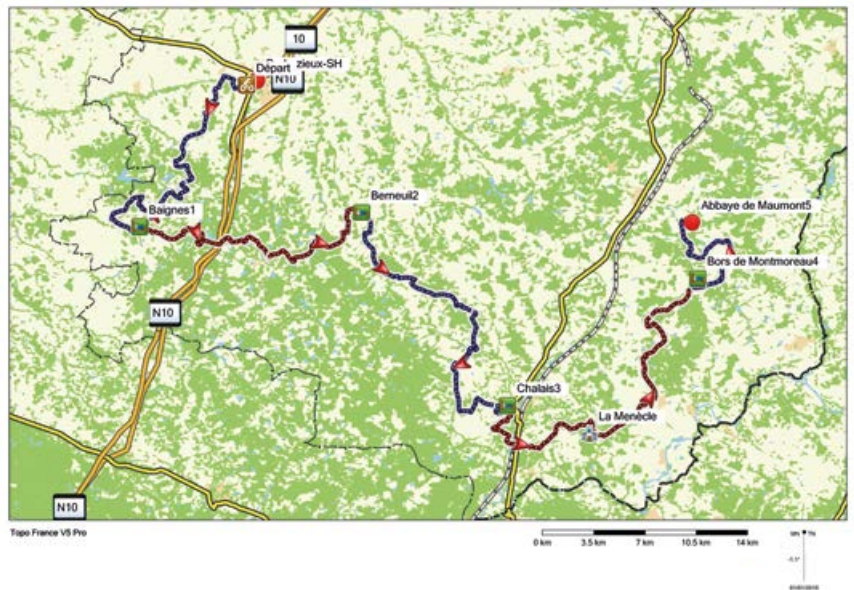 10
Départ
zieux-SH
N10
Baignes1
Berneuil2
Abbaye de Maumont5
Bors de Montmoreau4
N10
Chalais3
La Menècle
N10
Topo France V5 Pro
0 km 3.5 km 7 km 10.5 km 14 km